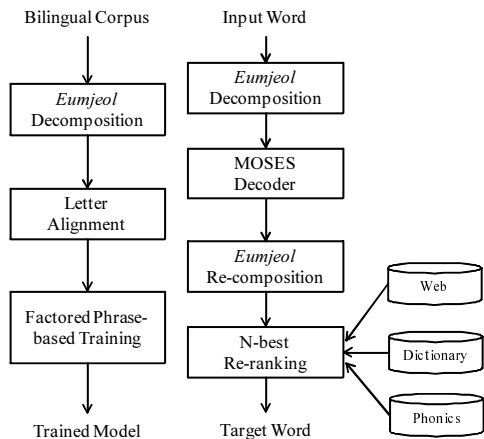 Bilingual Corpus
Eumjeol
Decomposition
Letter
Alignment
Factored Phrase-
based Training
Trained Model
Input Word
Eumjeol
Decomposition
MOSES
Decoder
Eumjeol
Re-composition
N-best
Re-ranking
Target Word
Web
Dictionary
Phonics